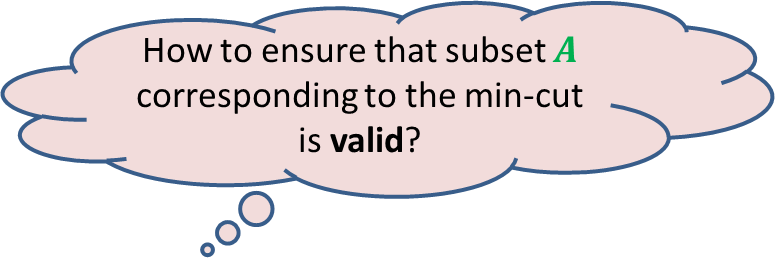 How to ensure that subset A
corresponding to the min-cut
is valid?